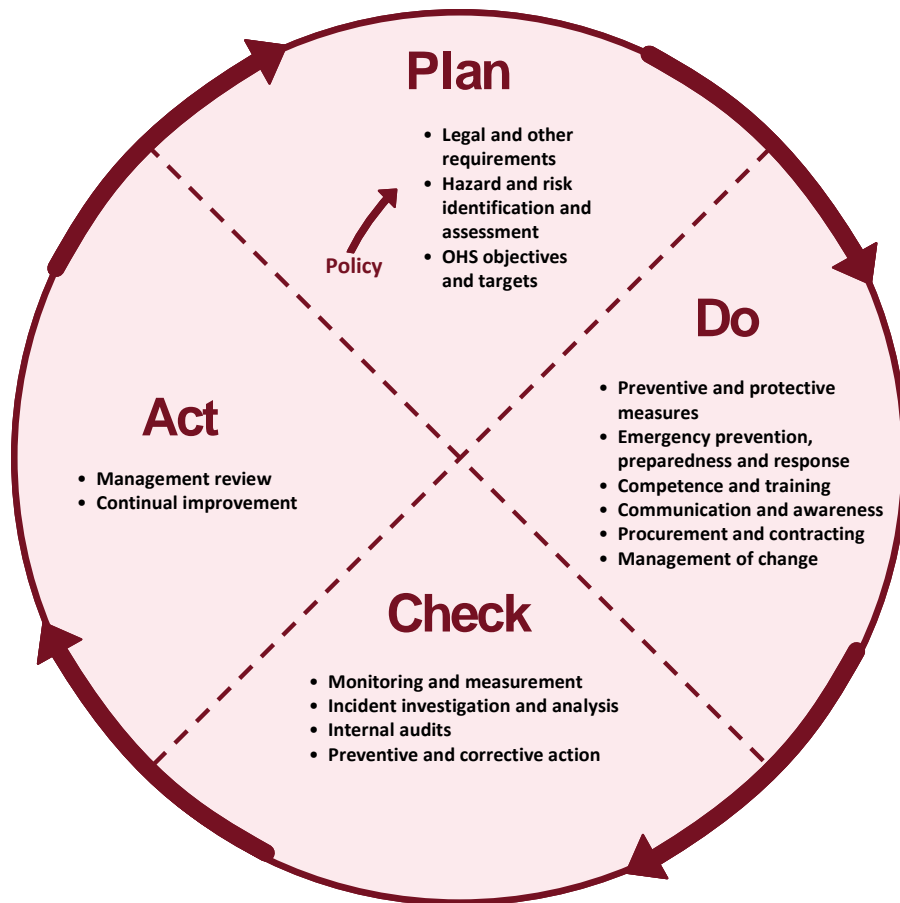 Plan
• Legal and other
requirements
• Hazard and risk
identification and
assessment
• OHS objectives
and targets
Policy
Do
• Preventive and protective
measures
• Emergency prevention,
preparedness and response
• Competence and training
• Communication and awareness
• Procurement and contracting
• Management of change
Check
• Monitoring and measurement
• Incident investigation and analysis
• Internal audits
• Preventive and corrective action
Act
• Management review
• Continual improvement